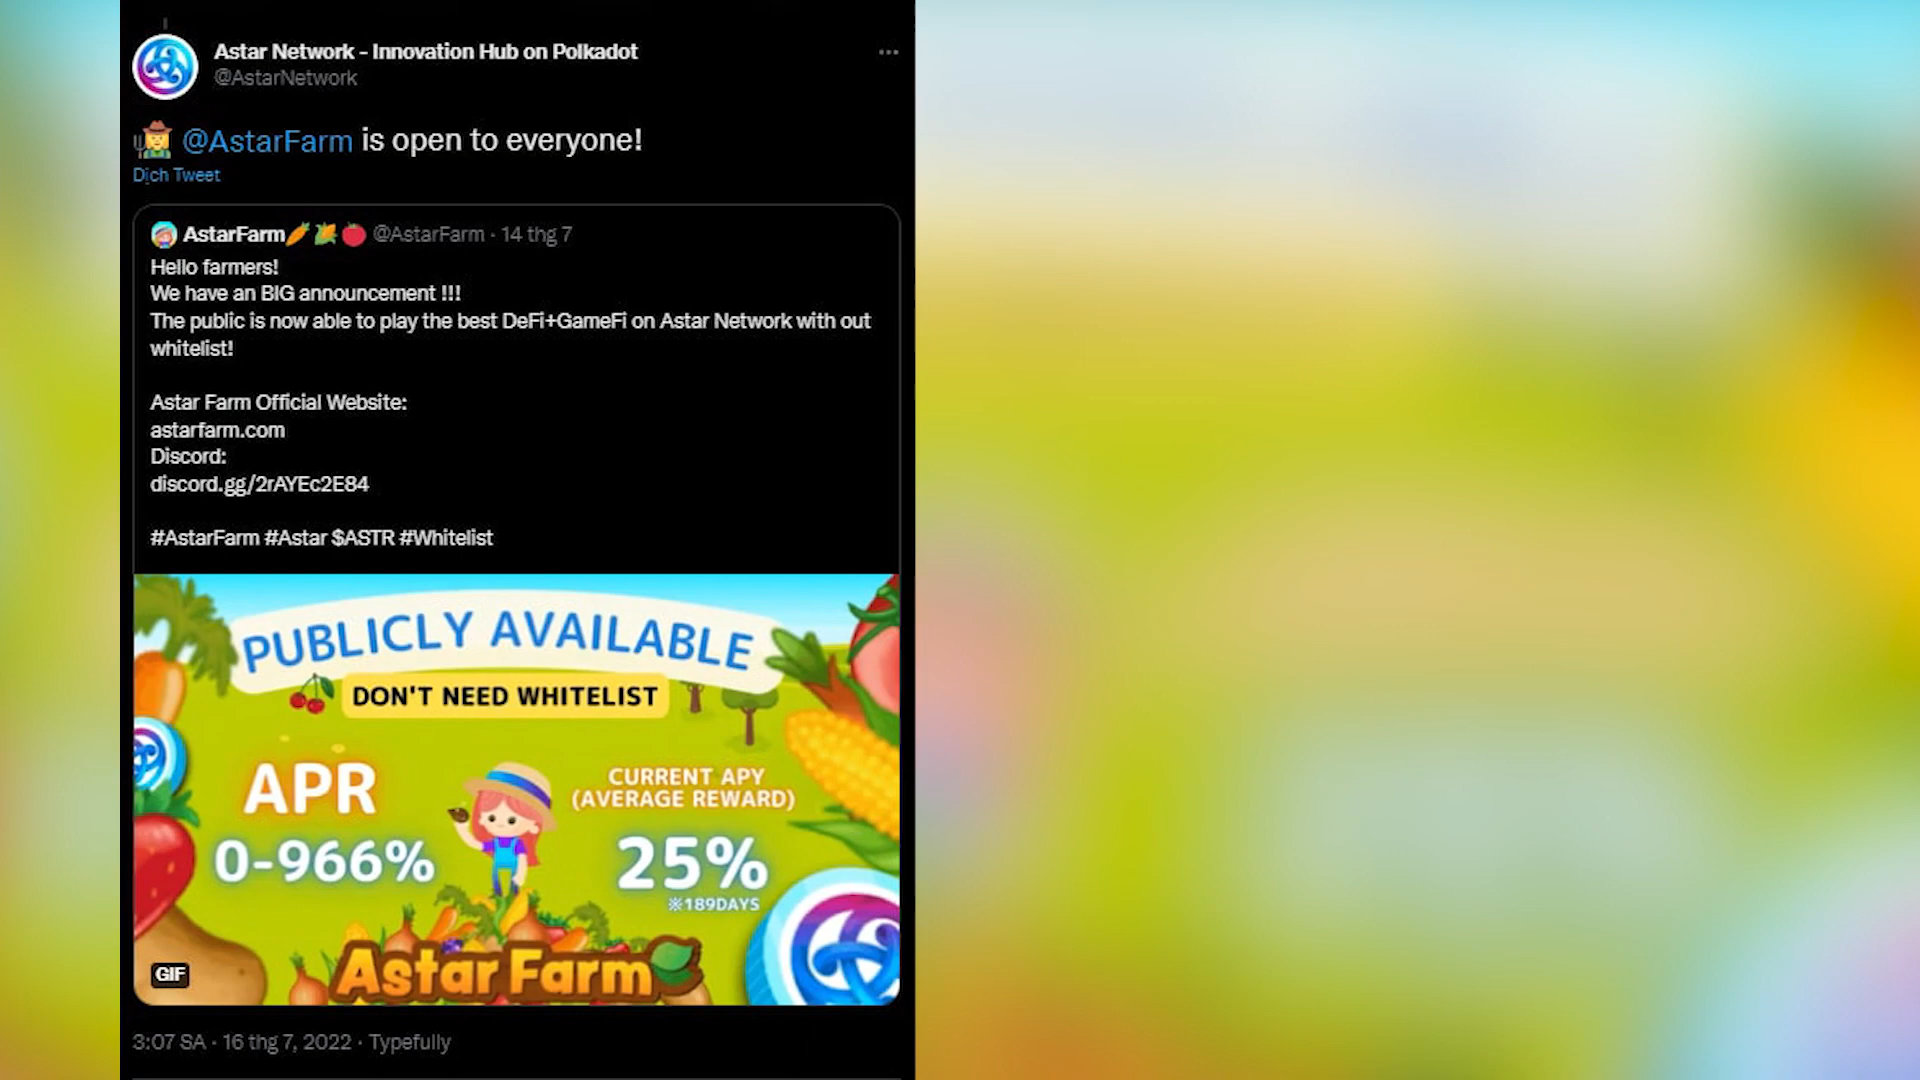 Astar Network - Innovation Hub on Polkadot
@AstarNetwork
@AstarFarm is open to everyone!
Dịch Tweet
AstarFarm @AstarFarm · 14 thg 7
Hello farmers!
We have an BIG announcement !!!
The public is now able to play the best DeFi+GameFi on Astar Network with out
whitelist!
Astar Farm Official Website:
astarfarm.com
Discord:
discord.gg/2rAYEc2E84
#AstarFarm #Astar $ASTR #Whitelist
PUBLICLY AVAILABLE
DON'T NEED WHITELIST
APR
0-966%
CURRENT APY
(AVERAGE REWARD)
25%
※189DAYS
Astar Farm
GIF
3:07 SA · 16 thg 7, 2022 · Typefully